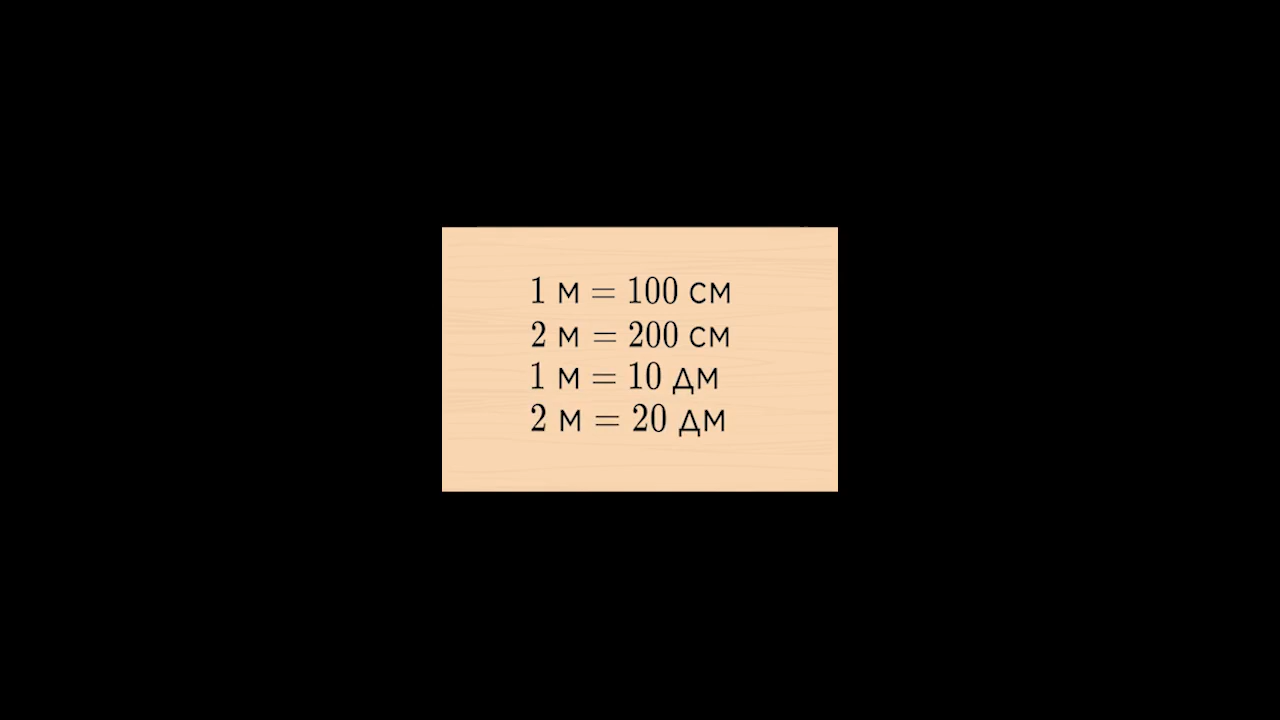 1 м = 100 см
2 м = 200 см
1 м = 10 дм
2 м = 20 дм